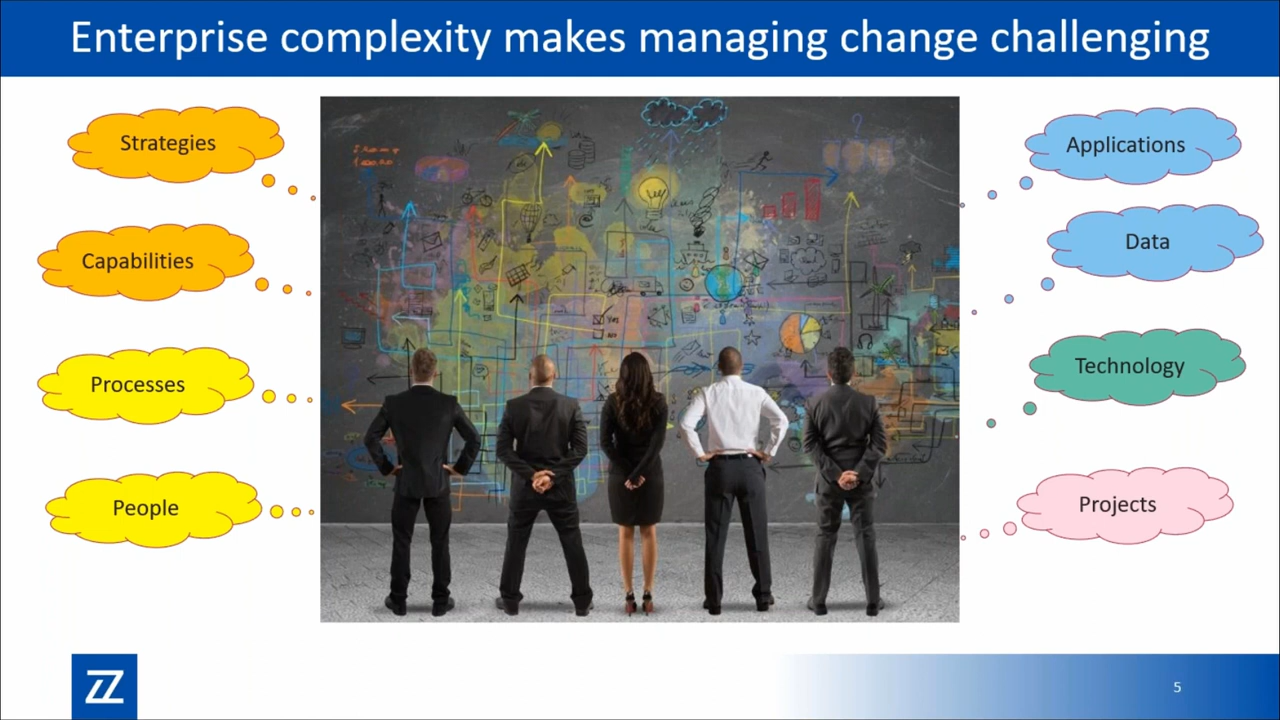 Enterprise complexity makes managing change challenging
Strategies
Capabilities
Processes
People
Applications
Data
Technology
Projects
ZZ
5